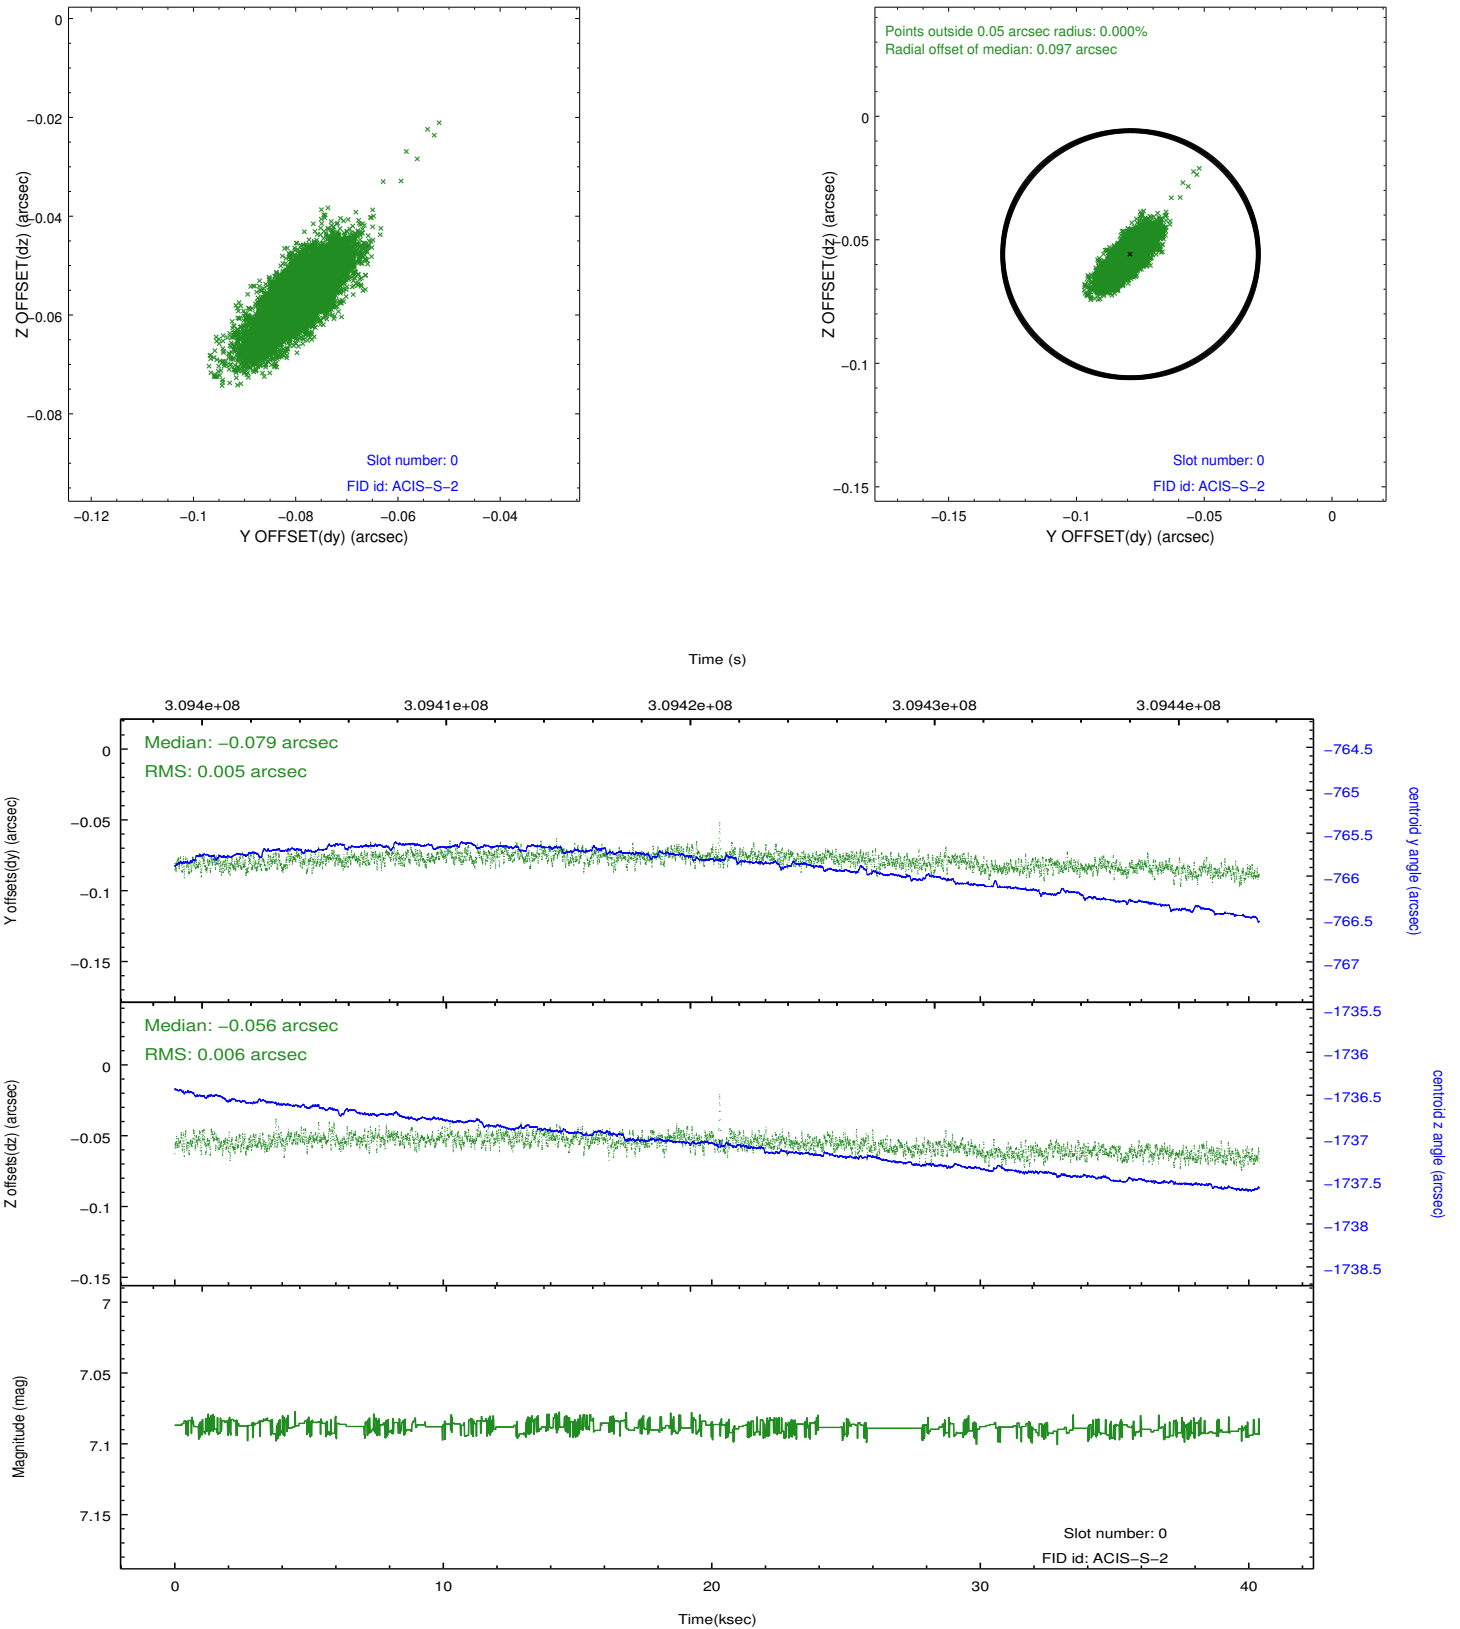 0
−0.02
−0.04
−0.06
−0.08
Z OFFSET(dz) (arcsec)
Slot number: 0
FID id: ACIS−S−2
−0.12
−0.1
−0.08
−0.06
−0.04
Y OFFSET(dy) (arcsec)
Points outside 0.05 arcsec radius: 0.000%
Radial offset of median: 0.097 arcsec
0
−0.05
−0.1
−0.15
Z OFFSET(dz) (arcsec)
Slot number: 0
FID id: ACIS−S−2
−0.15
−0.1
−0.05
0
Y OFFSET(dy) (arcsec)
Time (s)
3.094e+08
3.0941e+08
3.0942e+08
3.0943e+08
3.0944e+08
Median: −0.079 arcsec
RMS: 0.005 arcsec
0
−0.05
−0.1
−0.15
Y offsets(dy) (arcsec)
−764.5
−765
−765.5
−766
−766.5
−767
centroid y angle (arcsec)
Median: −0.056 arcsec
RMS: 0.006 arcsec
0
−0.05
−0.1
−0.15
Z offsets(dz) (arcsec)
−1735.5
−1736
−1736.5
−1737
−1737.5
−1738
−1738.5
centroid z angle (arcsec)
7
7.05
7.1
7.15
Magnitude (mag)
Slot number: 0
FID id: ACIS−S−2
0
10
20
30
40
Time(ksec)